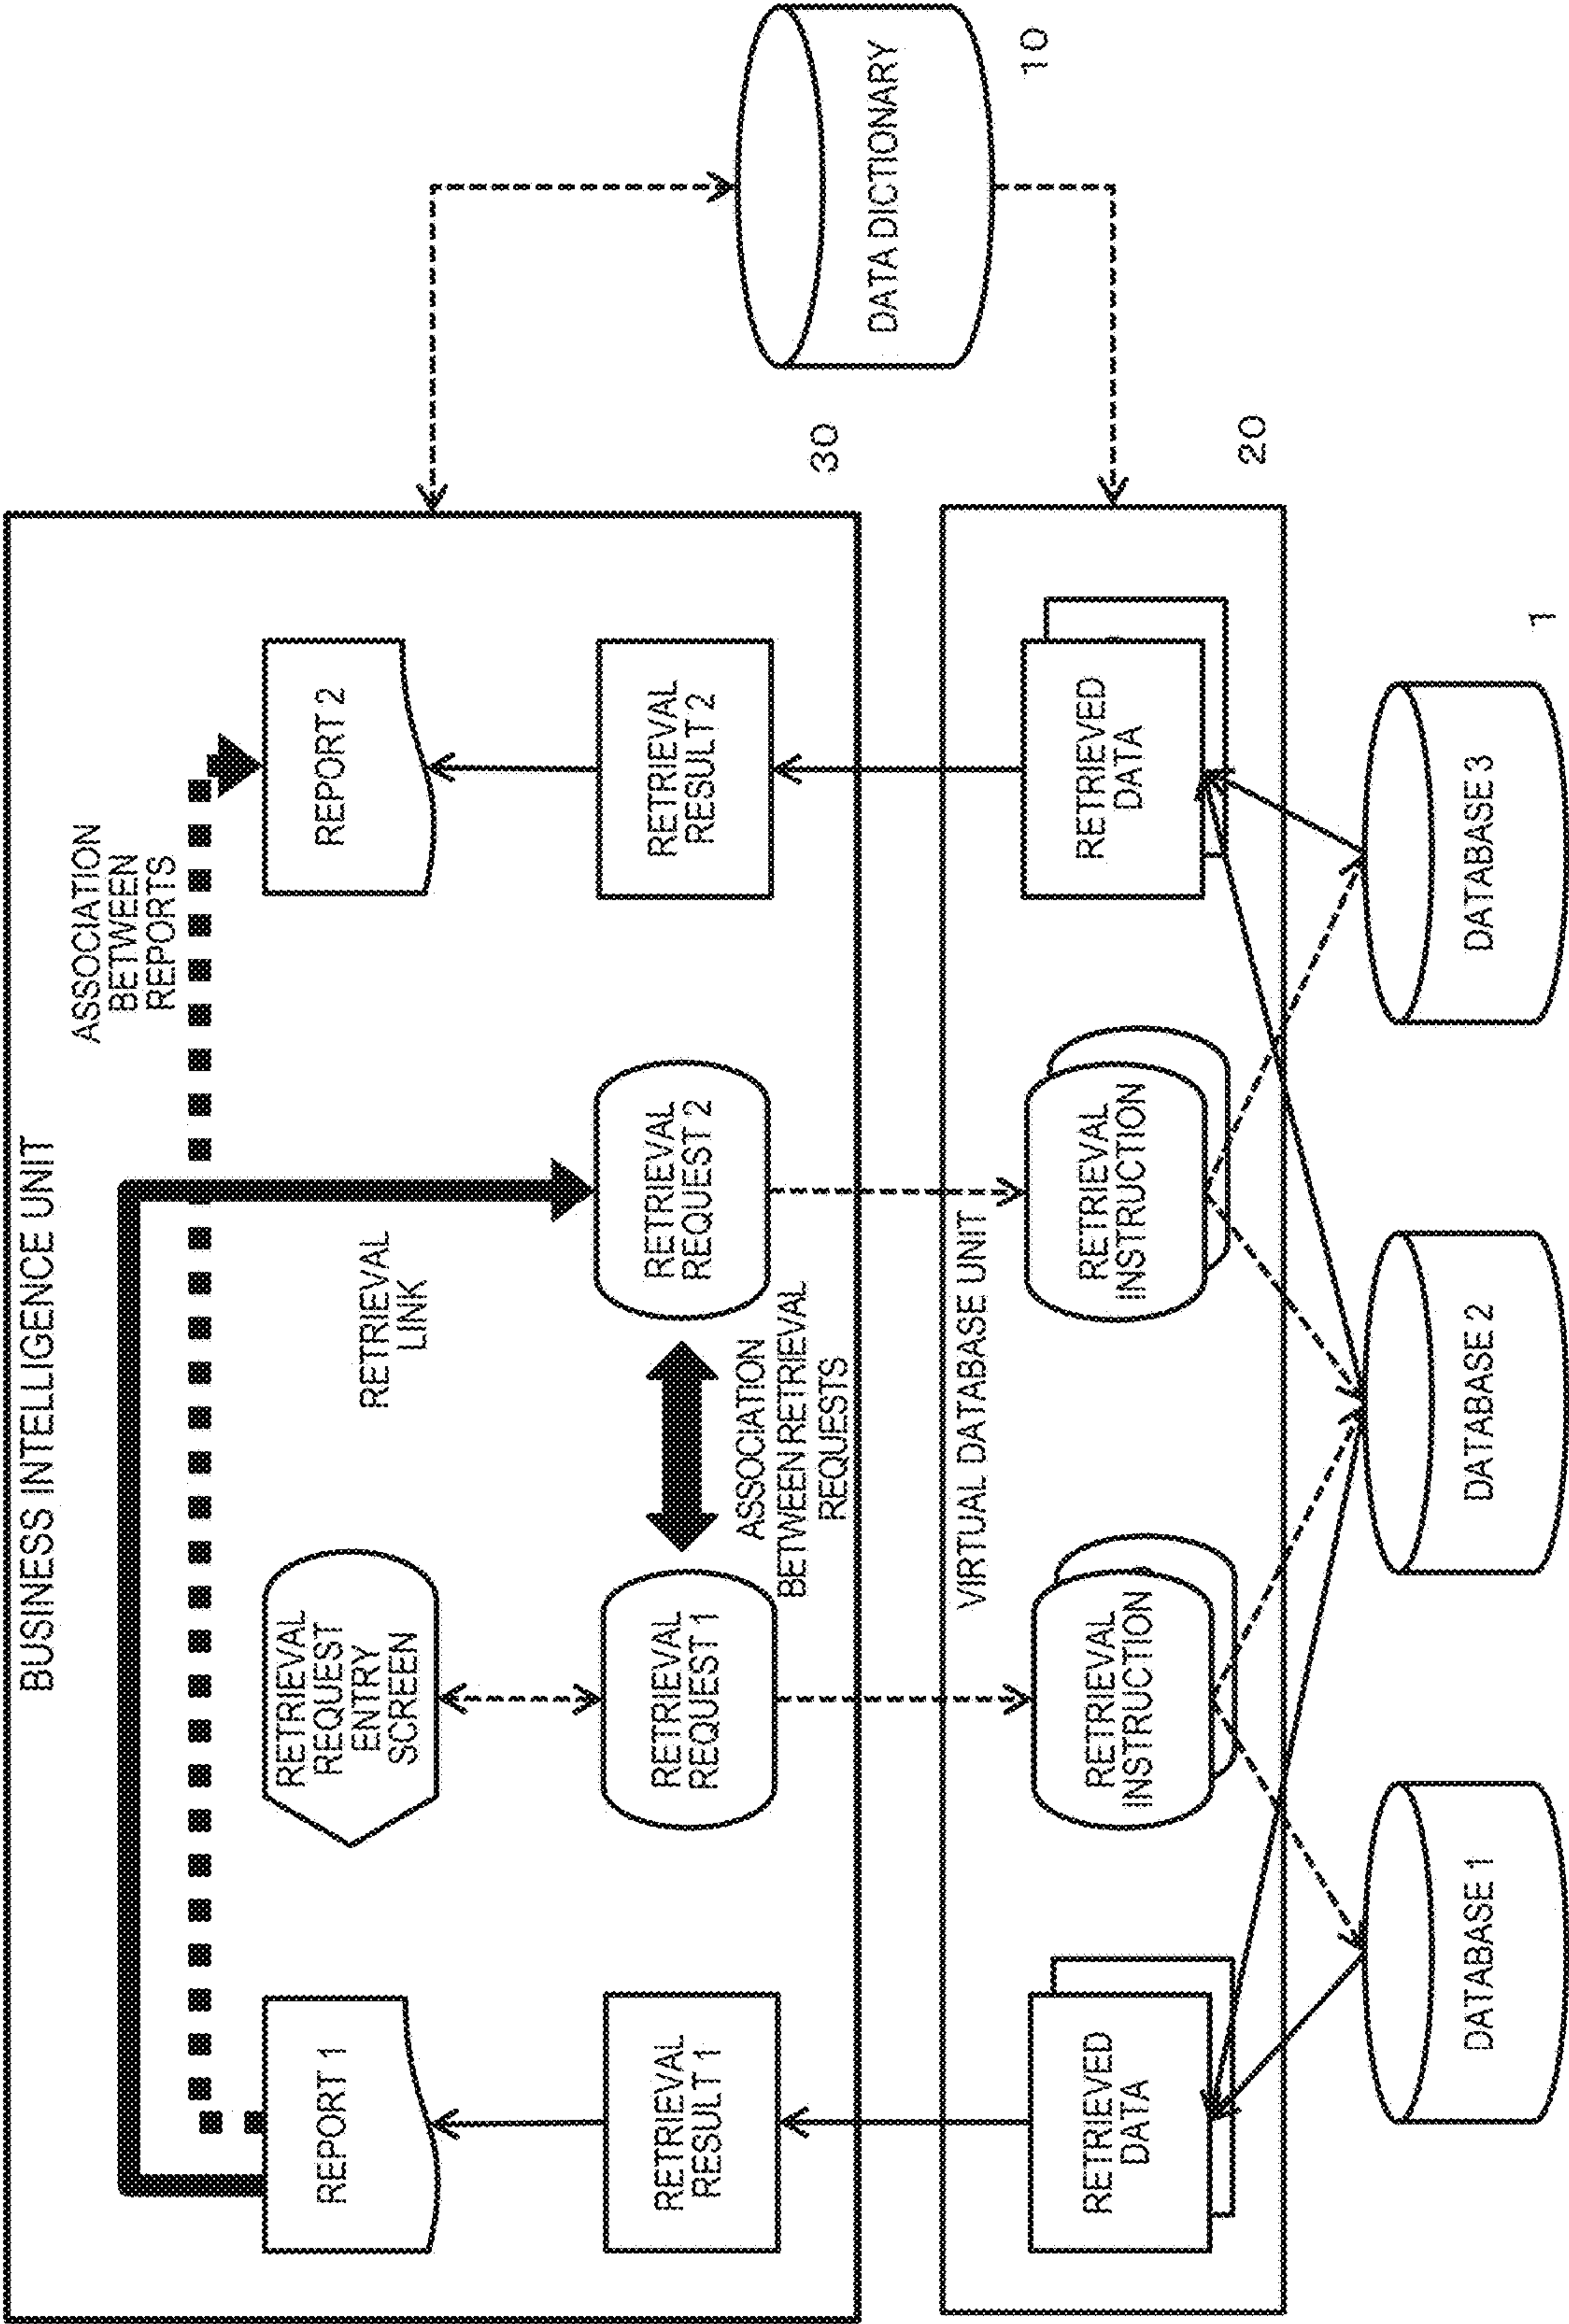 BUSINESS INTELLIGENCE UNIT
ASSOCIATION
BETWEEN
REPORTS
REPORT 1
RETRIEVAL
REQUEST
ENTRY
SCREEN
RETRIEVAL
LINK
REPORT 2
RETRIEVAL
RESULT 1
RETRIEVAL
REQUEST 1
ASSOCIATION
BETWEEN RETRIEVAL
REQUESTS
RETRIEVAL
REQUEST 2
RETRIEVAL
RESULT 2
30
DATA DICTIONARY
10
VIRTUAL DATABASE UNIT
RETRIEVED
DATA
RETRIEVAL
INSTRUCTION
RETRIEVAL
INSTRUCTION
RETRIEVED
DATA
20
DATABASE 1
DATABASE 2
DATABASE 3
1